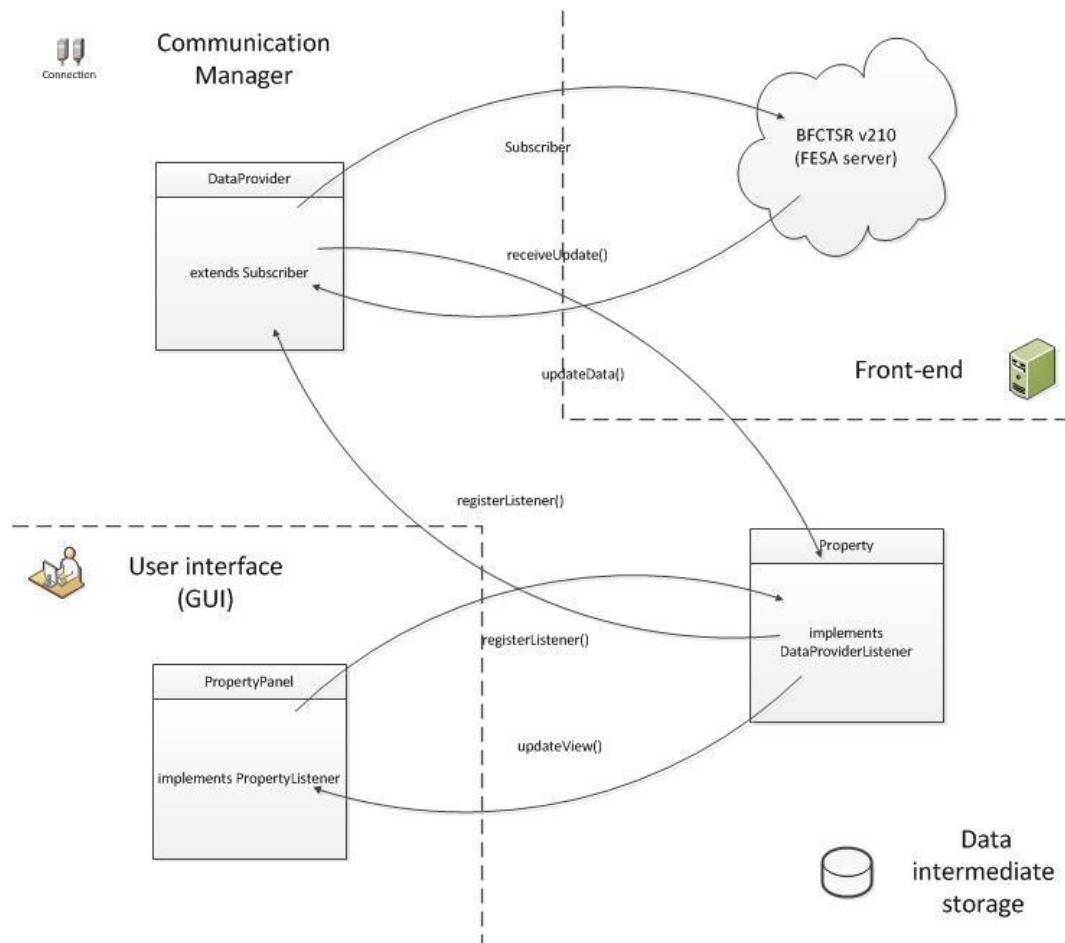 Communication
Manager
Connection
BFCTSR v210
(FESA server)
Subscriber
DataProvider
extends Subscriber
receiveUpdate()
updateData()
Front-end
registerListener()
User interface
(GUI)
Property
implements
DataProviderListener
registerListener()
PropertyPanel
implements PropertyListener
updateView()
Data
intermediate
storage